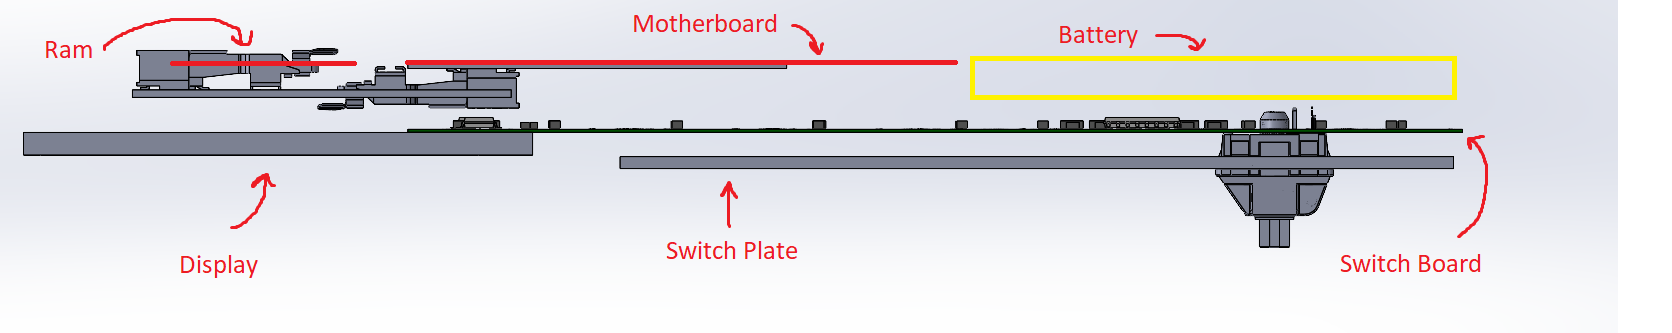 Ram
Motherboard
Battery
Display
Switch Plate
Switch Board